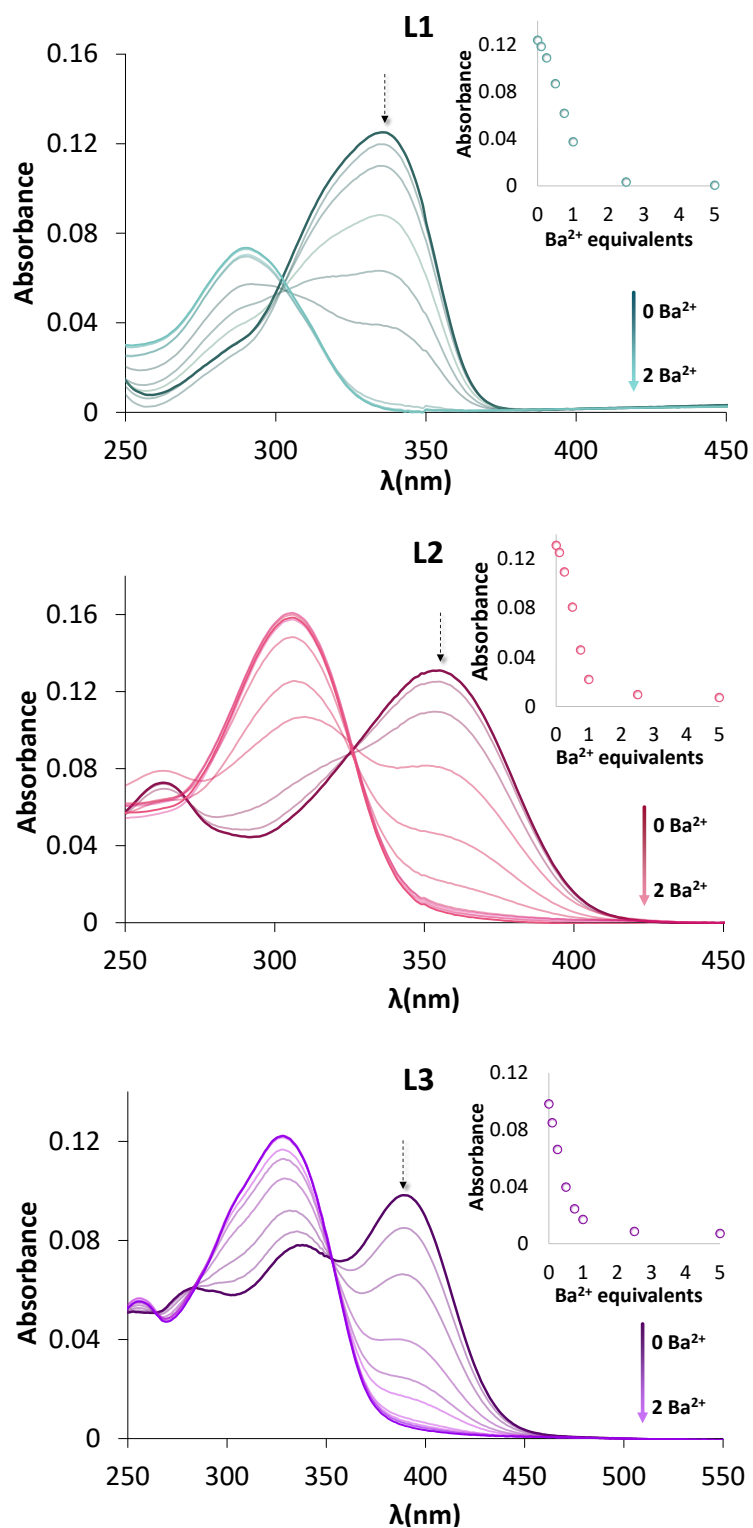 L1
Absorbance
0.16
0.12
0.08
0.04
0
250
300
350
400
450
λ(nm)
Absorbance
0.12
0.08
0.04
0
0
1
2
3
4
5
Ba²⁺ equivalents
0 Ba²⁺
2 Ba²⁺
L2
Absorbance
0.16
0.12
0.08
0.04
0
250
300
350
400
450
λ(nm)
Absorbance
0.12
0.08
0.04
0
0
1
2
3
4
5
Ba²⁺ equivalents
0 Ba²⁺
2 Ba²⁺
L3
Absorbance
0.12
0.08
0.04
0
250
300
350
400
450
500
550
λ(nm)
Absorbance
0.12
0.08
0.04
0
0
1
2
3
4
5
Ba²⁺ equivalents
0 Ba²⁺
2 Ba²⁺